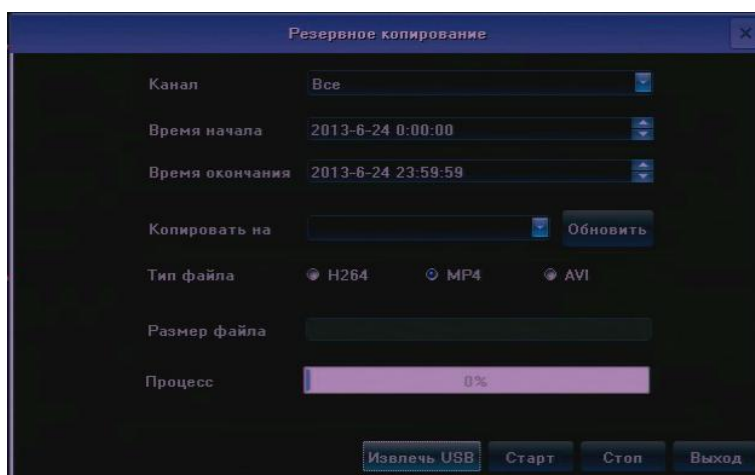 Резервное копирование
Канал Все
Время начала 2013-6-24 0:00:00
Время окончания 2013-6-24 23:59:59
Копировать на Обновить
Тип файла H264 MP4 AVI
Размер файла
Процесс 0%
Извлечь USB Старт Стоп Выход